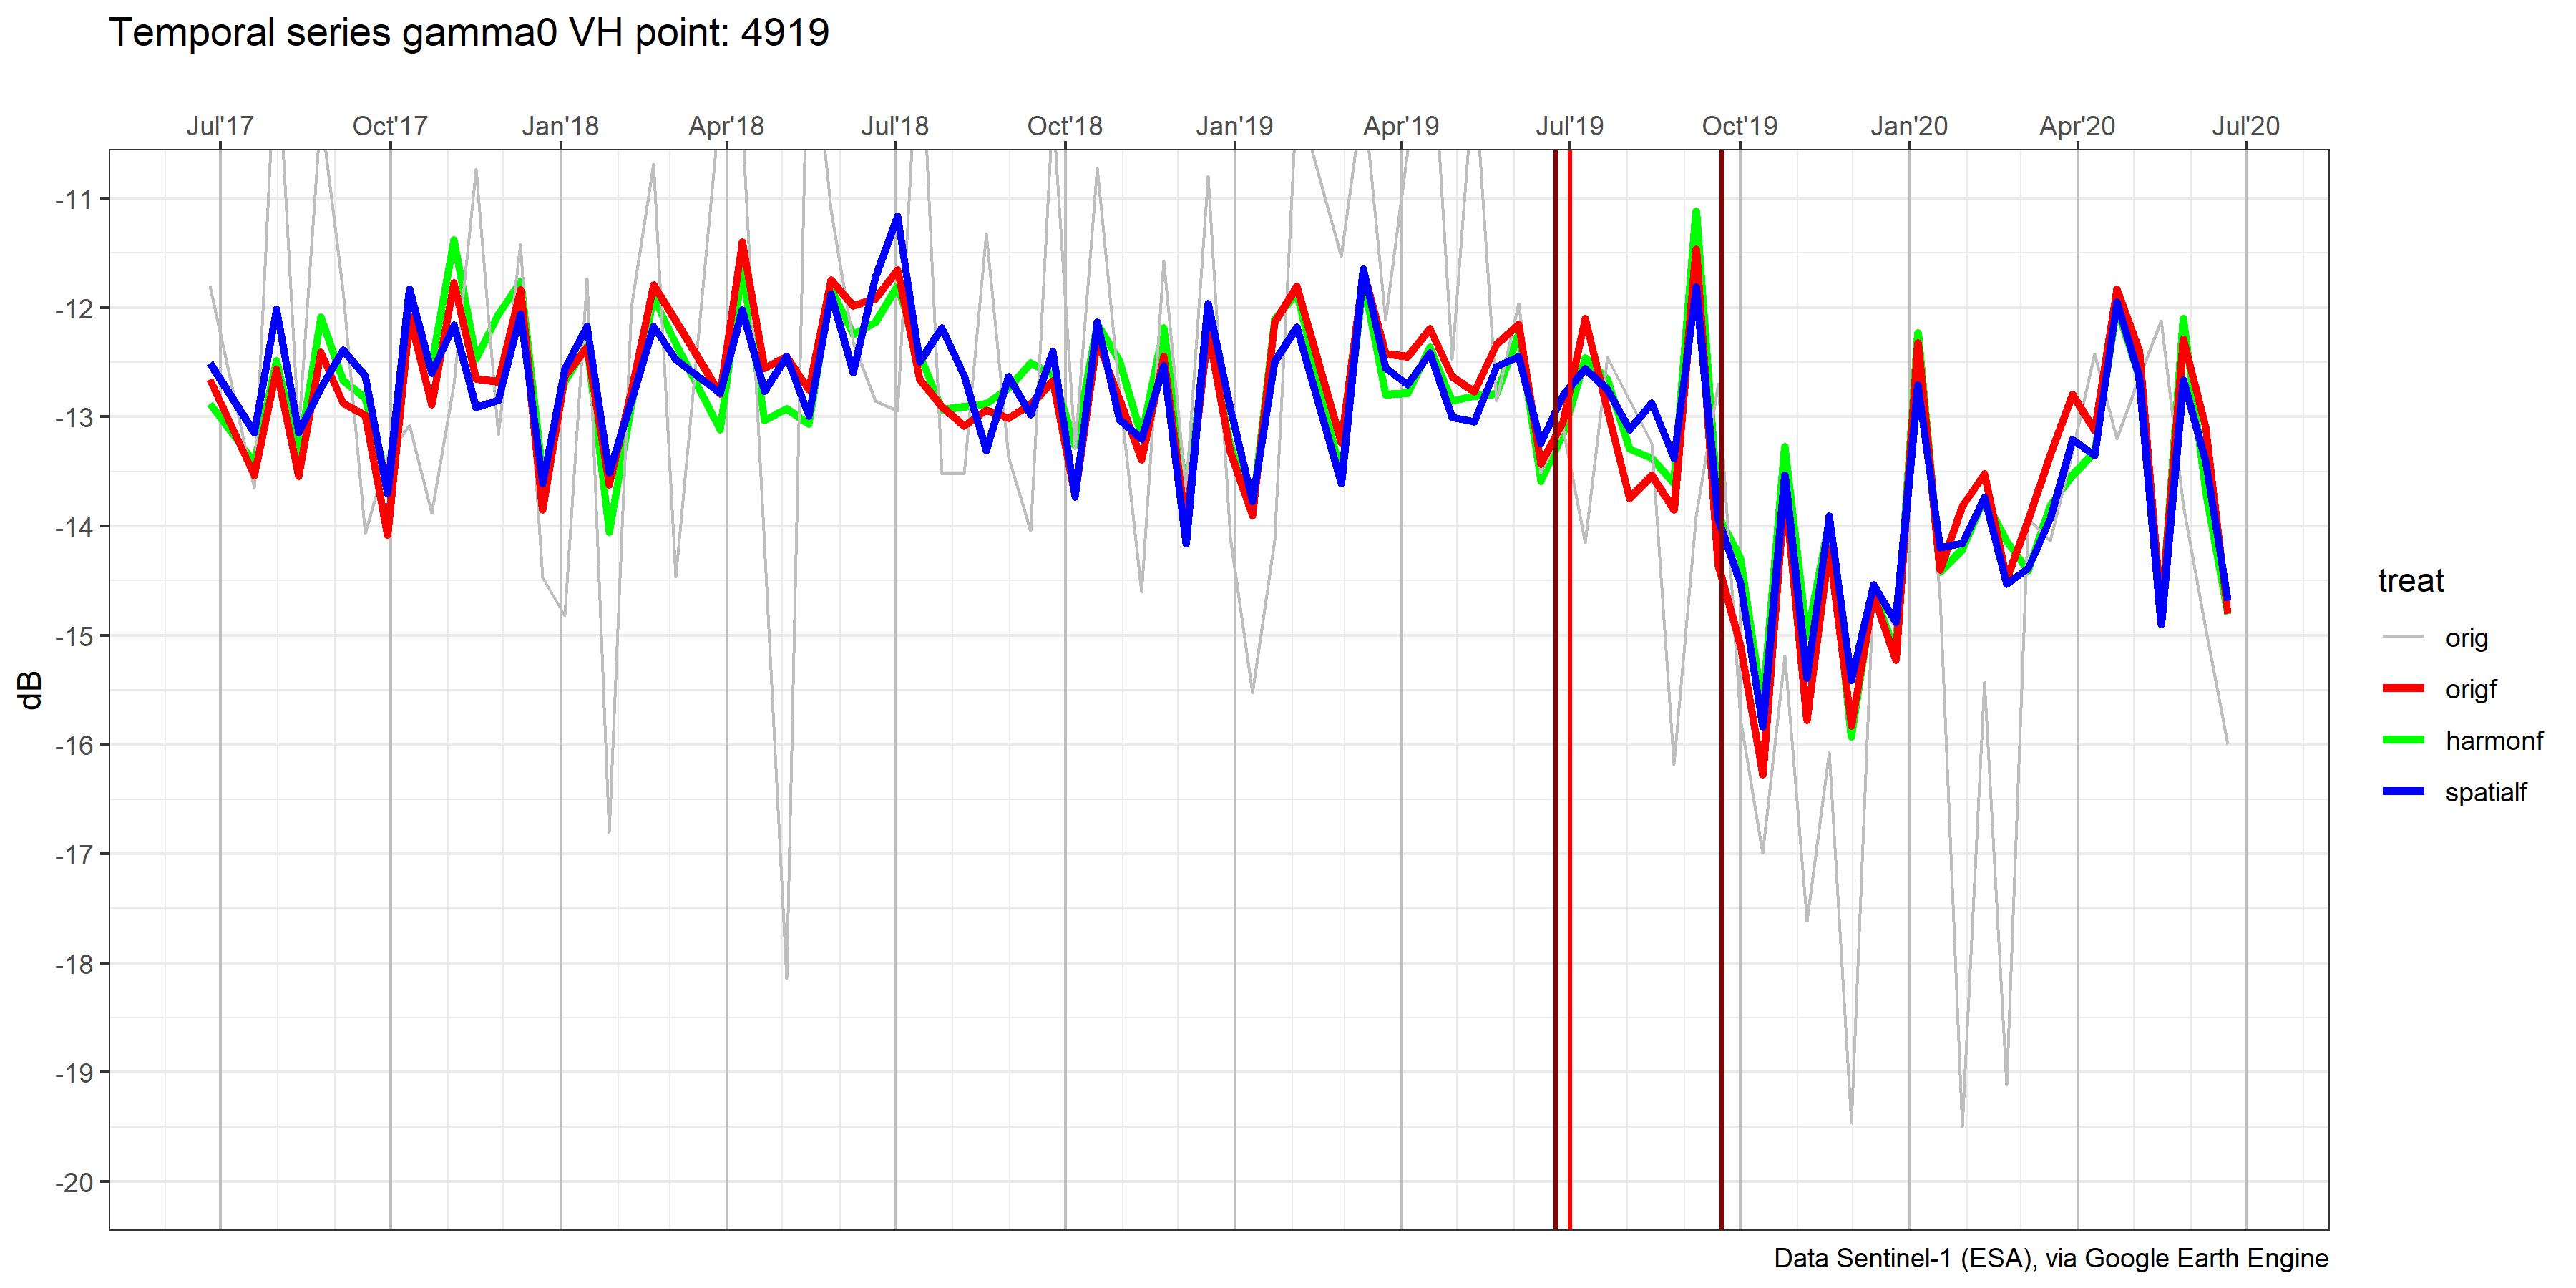 Temporal series gamma0 VH point: 4919
Jul'17 Oct'17 Jan'18 Apr'18 Jul'18 Oct'18 Jan'19 Apr'19 Jul'19 Oct'19 Jan'20 Apr'20 Jul'20
-11
-12
-13
-14
-15
-16
-17
-18
-19
-20
dB
treat
orig
origf
harmonf
spatialf
Data Sentinel-1 (ESA), via Google Earth Engine